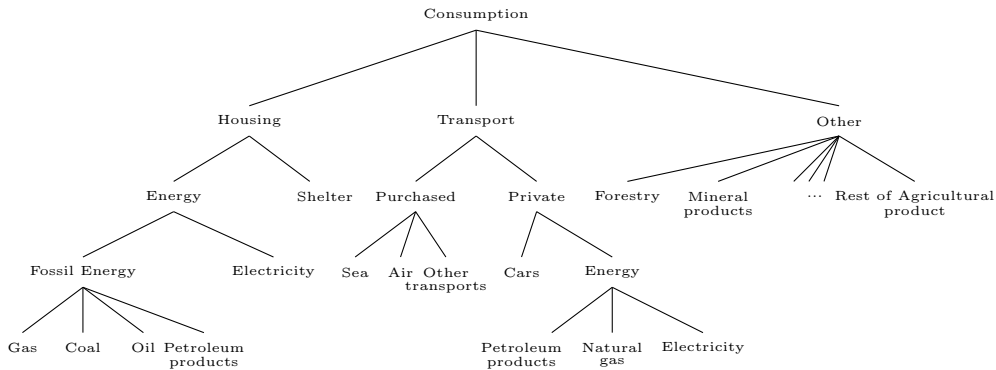 Consumption
Housing
Transport
Other
Energy
Shelter
Purchased
Private
Forestry
Mineral
products
...
Rest of Agricultural
product
Fossil Energy
Electricity
Sea
Air
Other
transports
Cars
Energy
Gas
Coal
Oil
Petroleum
products
Petroleum
products
Natural
gas
Electricity